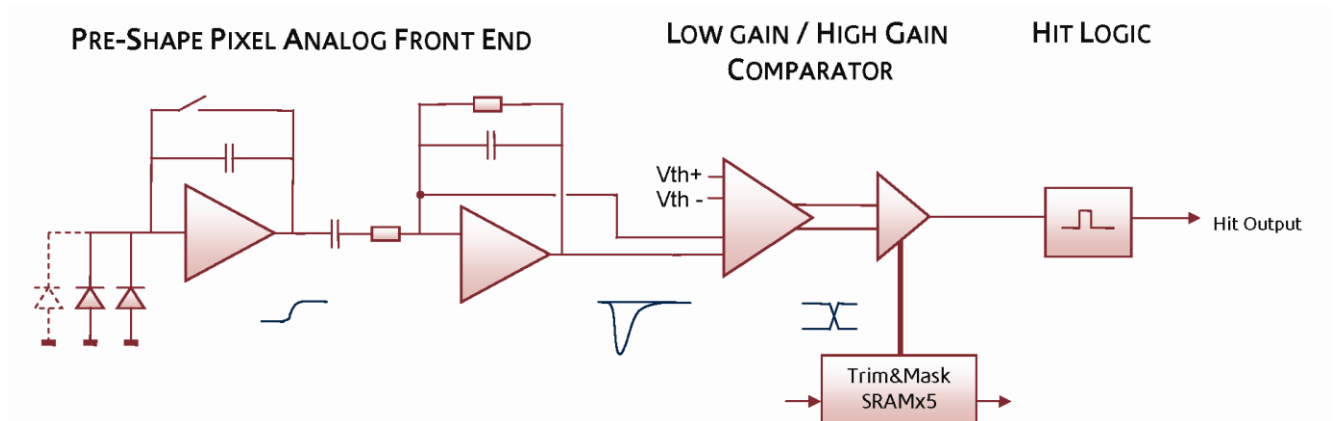 PRE-SHAPE PIXEL ANALOG FRONT END
LOW GAIN / HIGH GAIN
COMPARATOR
HIT LOGIC
Vth+
Vth -
Hit Output
Trim&Mask
SRAMx5